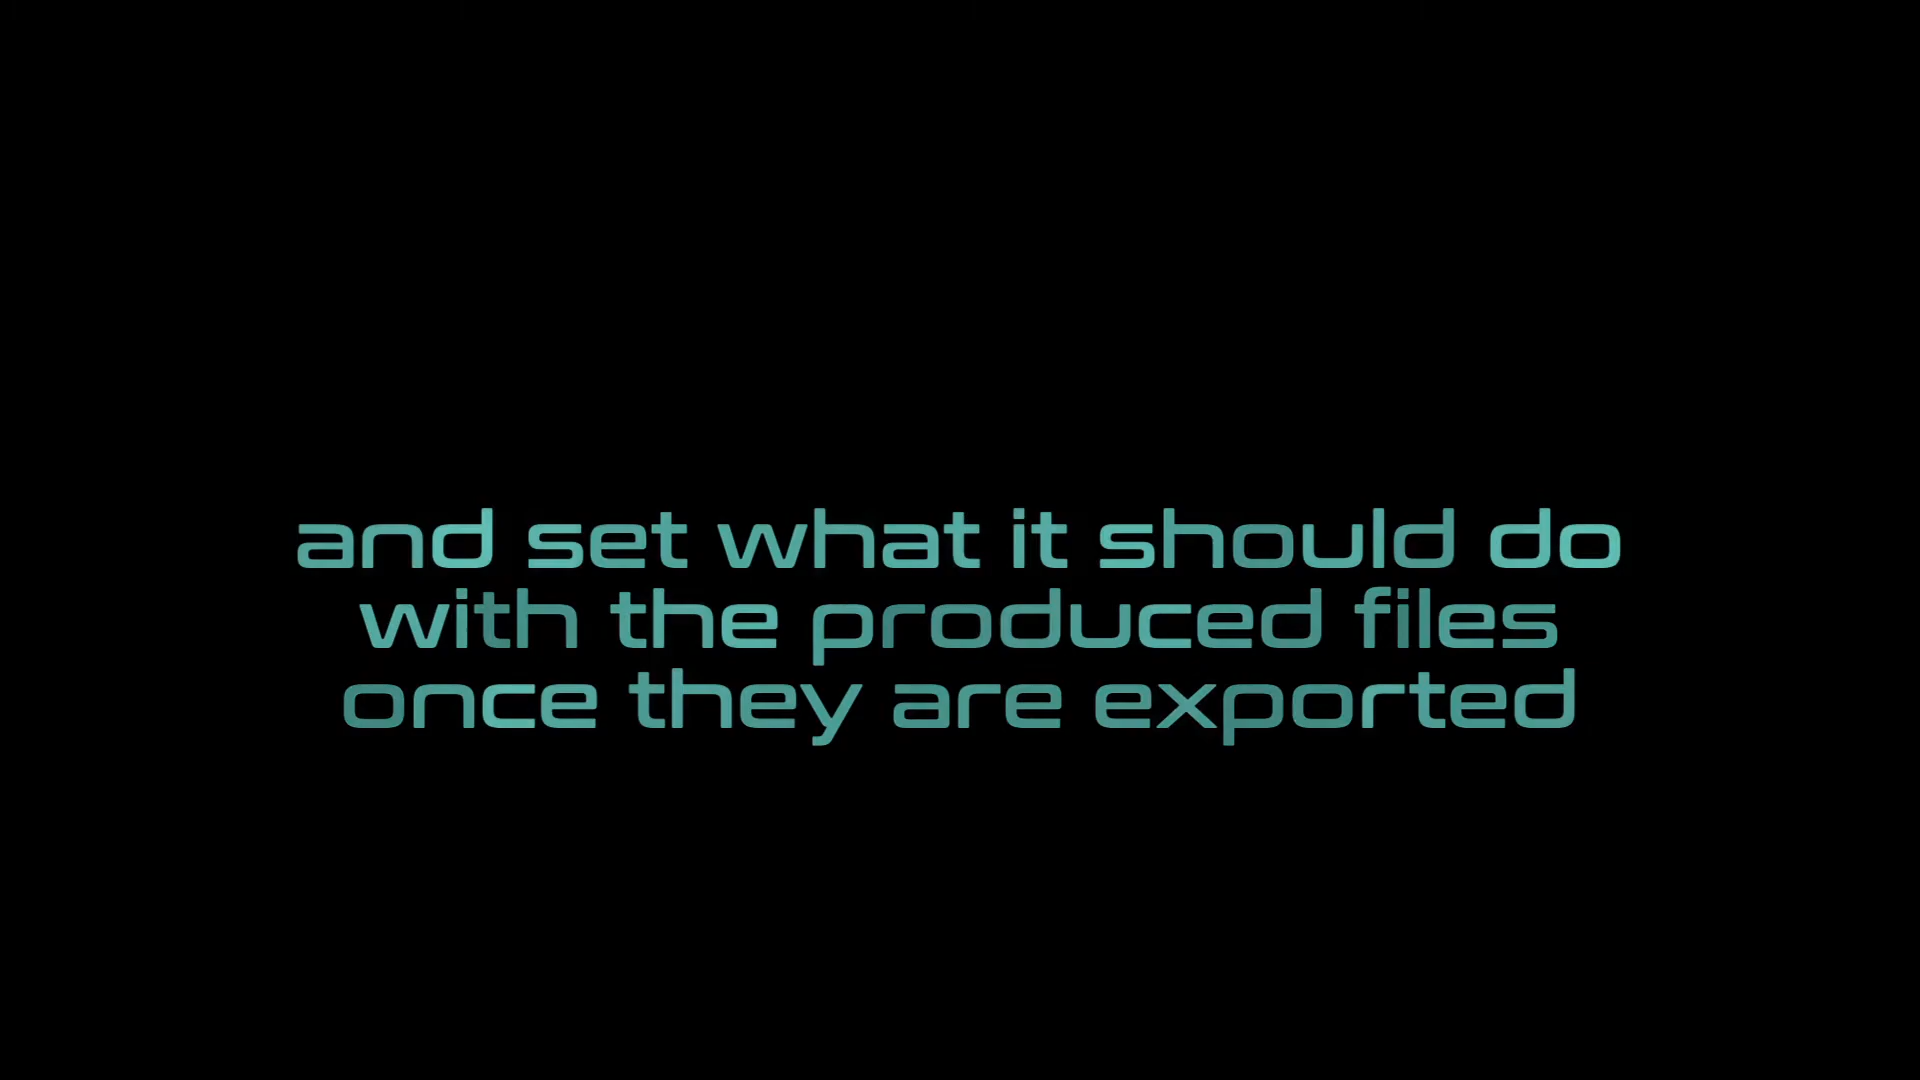 and set what it should do
with the produced files
once they are exported